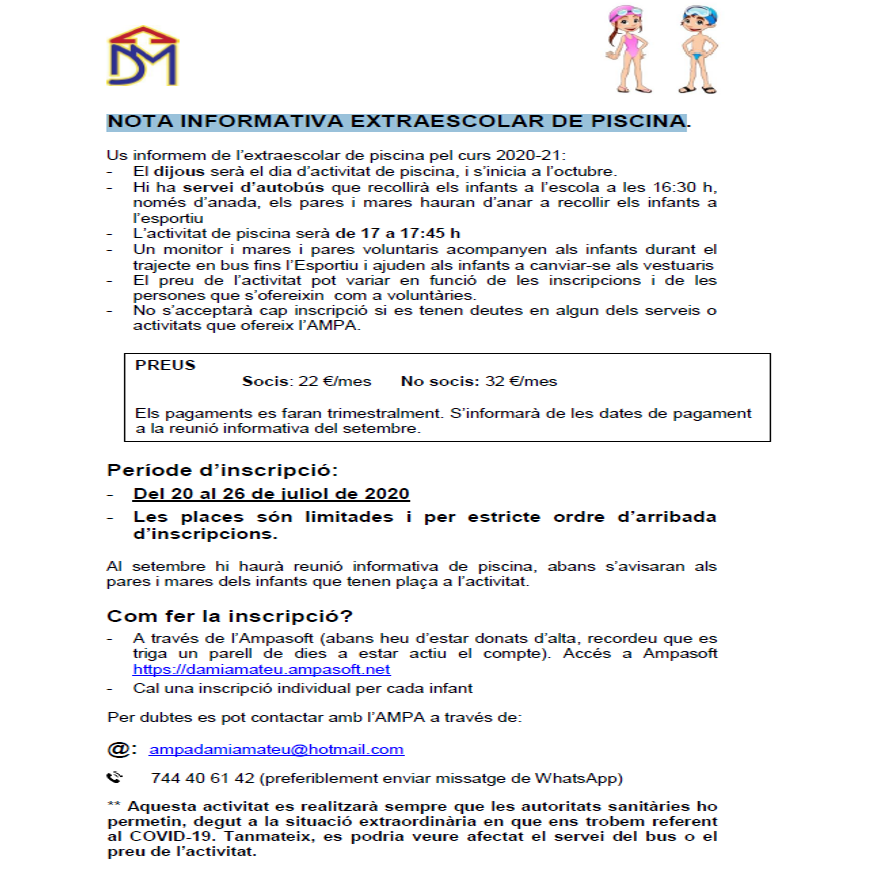 DM
NOTA INFORMATIVA EXTRAESCOLAR DE PISCINA.
Us informem de l'extraescolar de piscina pel curs 2020-21:
- El dijous serà el dia d'activitat de piscina, i s'inicia a l'octubre.
- Hi ha servei d'autobús que recollirà els infants a l'escola a les 16:30 h,
només d'anada, els pares i mares hauran d'anar a recollir els infants a
l'esportiu
- L'activitat de piscina serà de 17 a 17:45 h
- Un monitor i mares i pares voluntaris acompanyen als infants durant el
trajecte en bus fins l'Esportiu i ajuden als infants a canviar-se als vestuaris
- El preu de l'activitat pot variar en funció de les inscripcions i de les
persones que s'ofereixin com a voluntàries.
- No s'acceptarà cap inscripció si es tenen deutes en algun dels serveis o
activitats que ofereix l'AMPA.
PREUS
Socis: 22 €/mes No socis: 32 €/mes
Els pagaments es faran trimestralment. S'informarà de les dates de pagament
a la reunió informativa del setembre.
Període d'inscripció:
- Del 20 al 26 de juliol de 2020
- Les places són limitades i per estricte ordre d'arribada
d'inscripcions.
Al setembre hi haurà reunió informativa de piscina, abans s'avisaran als
pares i mares dels infants que tenen plaça a l'activitat.
Com fer la inscripció?
- A través de l'Ampasoft (abans heu d'estar donats d'alta, recordeu que es
triga un parell de dies a estar actiu el compte). Accés a Ampasoft
https://damiamateu.ampasoft.net
- Cal una inscripció individual per cada infant
Per dubtes es pot contactar amb l'AMPA a través de:
@: ampadamiamateu@hotmail.com
744 40 61 42 (preferiblement enviar missatge de WhatsApp)
** Aquesta activitat es realitzarà sempre que les autoritats sanitàries ho
permetin, degut a la situació extraordinària en que ens trobem referent
al COVID-19. Tanmateix, es podria veure afectat el servei del bus o el
preu de l'activitat.